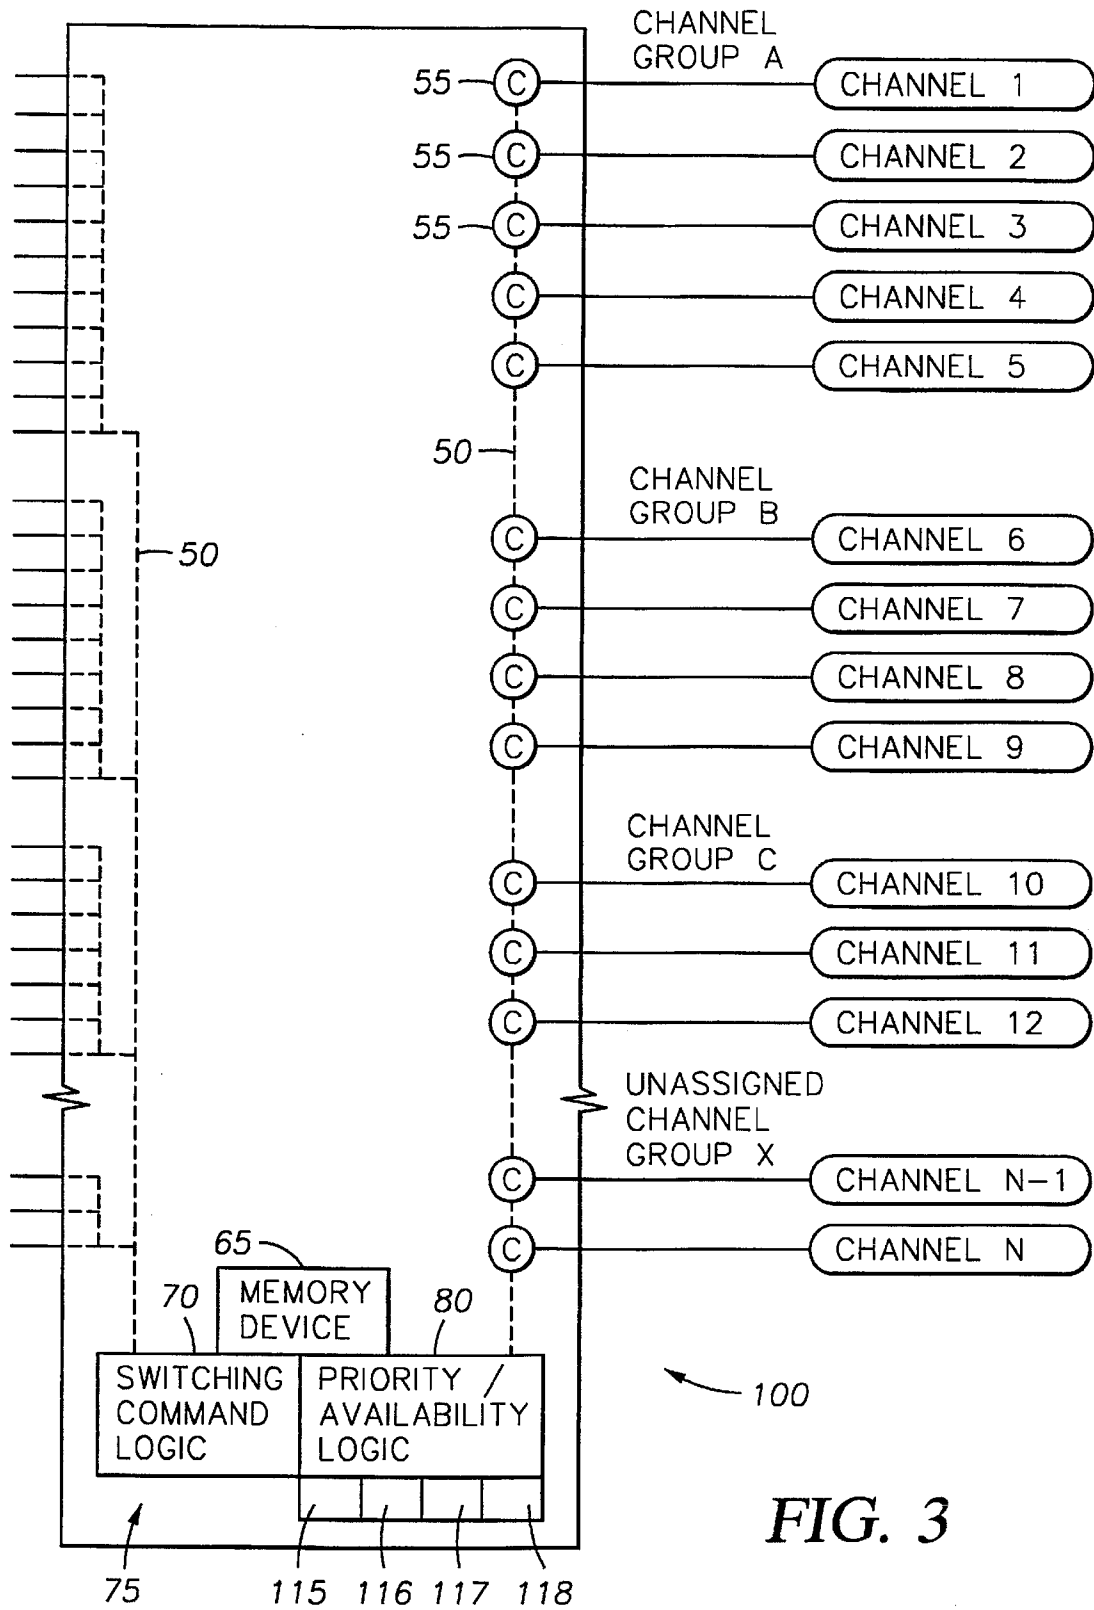 CHANNEL
GROUP A
55 C CHANNEL 1
55 C CHANNEL 2
55 C CHANNEL 3
C CHANNEL 4
C CHANNEL 5
50
CHANNEL
GROUP B
C CHANNEL 6
50
C CHANNEL 7
C CHANNEL 8
C CHANNEL 9
CHANNEL
GROUP C
C CHANNEL 10
C CHANNEL 11
C CHANNEL 12
UNASSIGNED
CHANNEL
GROUP X
C CHANNEL N-1
C CHANNEL N
65
MEMORY
DEVICE
70
80
SWITCHING
COMMAND
LOGIC
PRIORITY /
AVAILABILITY
LOGIC
100
75
115 116 117 118
FIG. 3